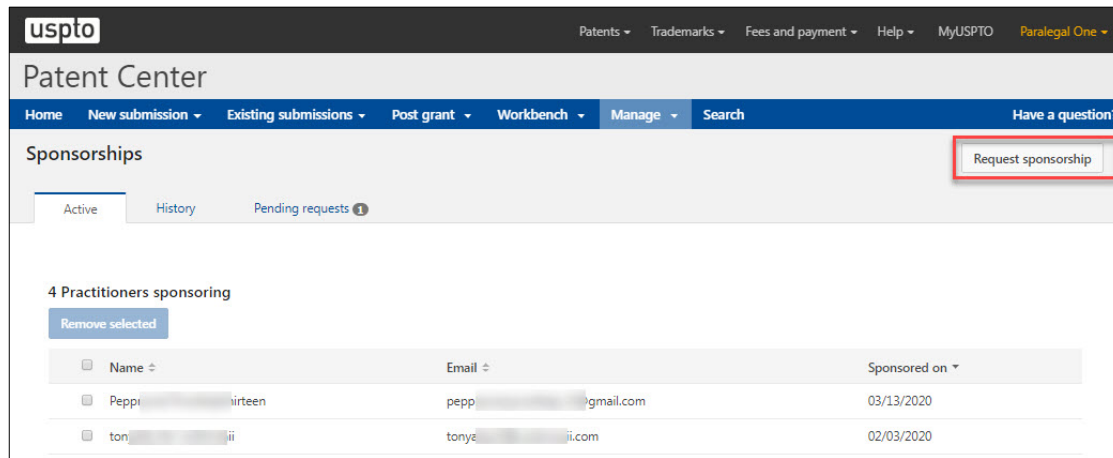 uspto Patents Trademarks Fees and payment Help MyUSPTO Paralegal One
Patent Center
Home New submission Existing submissions Post grant Workbench Manage Search Have a question?
Sponsorships Request sponsorship
Active History Pending requests 1
4 Practitioners sponsoring
Remove selected
Name Email Sponsored on
03/13/2020
02/03/2020